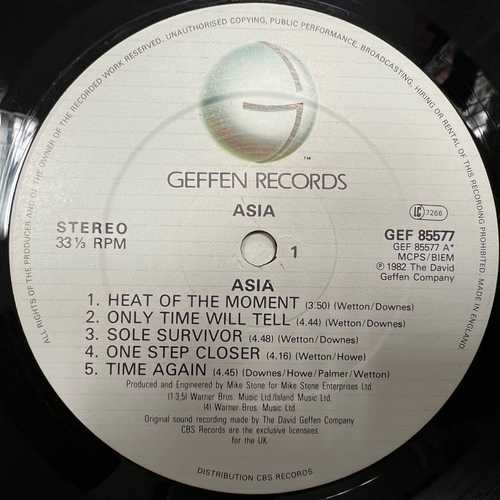 ALL RIGHTS OF THE PRODUCER AND OF THE OWNER OF THE RECORDED WORK RESERVED. UNAUTHORISED COPYING, PUBLIC PERFORMANCE, BROADCASTING, HIRING OR RENTAL OF THIS RECORDING PROHIBITED. MADE IN ENGLAND.
TM
GEFFEN RECORDS
ASIA
STEREO
33⅓ RPM
1
LC 7266
GEF 85577
GEF 85577 A*
MCPS/BIEM
℗ 1982 The David
Geffen Company
ASIA
1. HEAT OF THE MOMENT (3.50) (Wetton/Downes)
2. ONLY TIME WILL TELL (4.44) (Wetton/Downes)
3. SOLE SURVIVOR (4.48) (Wetton/Downes)
4. ONE STEP CLOSER (4.16) (Wetton/Howe)
5. TIME AGAIN (4.45) (Downes/Howe/Palmer/Wetton)
Produced and Engineered by Mike Stone for Mike Stone Enterprises Ltd.
(1-3,5) Warner Bros. Music Ltd./Island Music Ltd.
(4) Warner Bros. Music Ltd.
Original sound recording made by The David Geffen Company
CBS Records are the exclusive licensees
for the UK.
DISTRIBUTION CBS RECORDS.